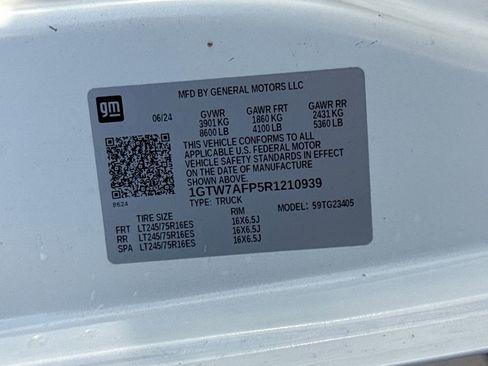 MFD BY GENERAL MOTORS LLC
gm
06/24 GVWR GAWR FRT GAWR RR
3901 KG 1860 KG 2431 KG
8600 LB 4100 LB 5360 LB
THIS VEHICLE CONFORMS TO ALL
APPLICABLE U.S. FEDERAL MOTOR
VEHICLE SAFETY STANDARDS IN EFFECT
ON THE DATE OF MANUFACTURE
SHOWN ABOVE.
1GTW7AFP5R1210939
8624 TYPE: TRUCK MODEL: 59TG23405
TIRE SIZE RIM
FRT LT245/75R16ES 16X6.5J
RR LT245/75R16ES 16X6.5J
SPA LT245/75R16ES 16X6.5J